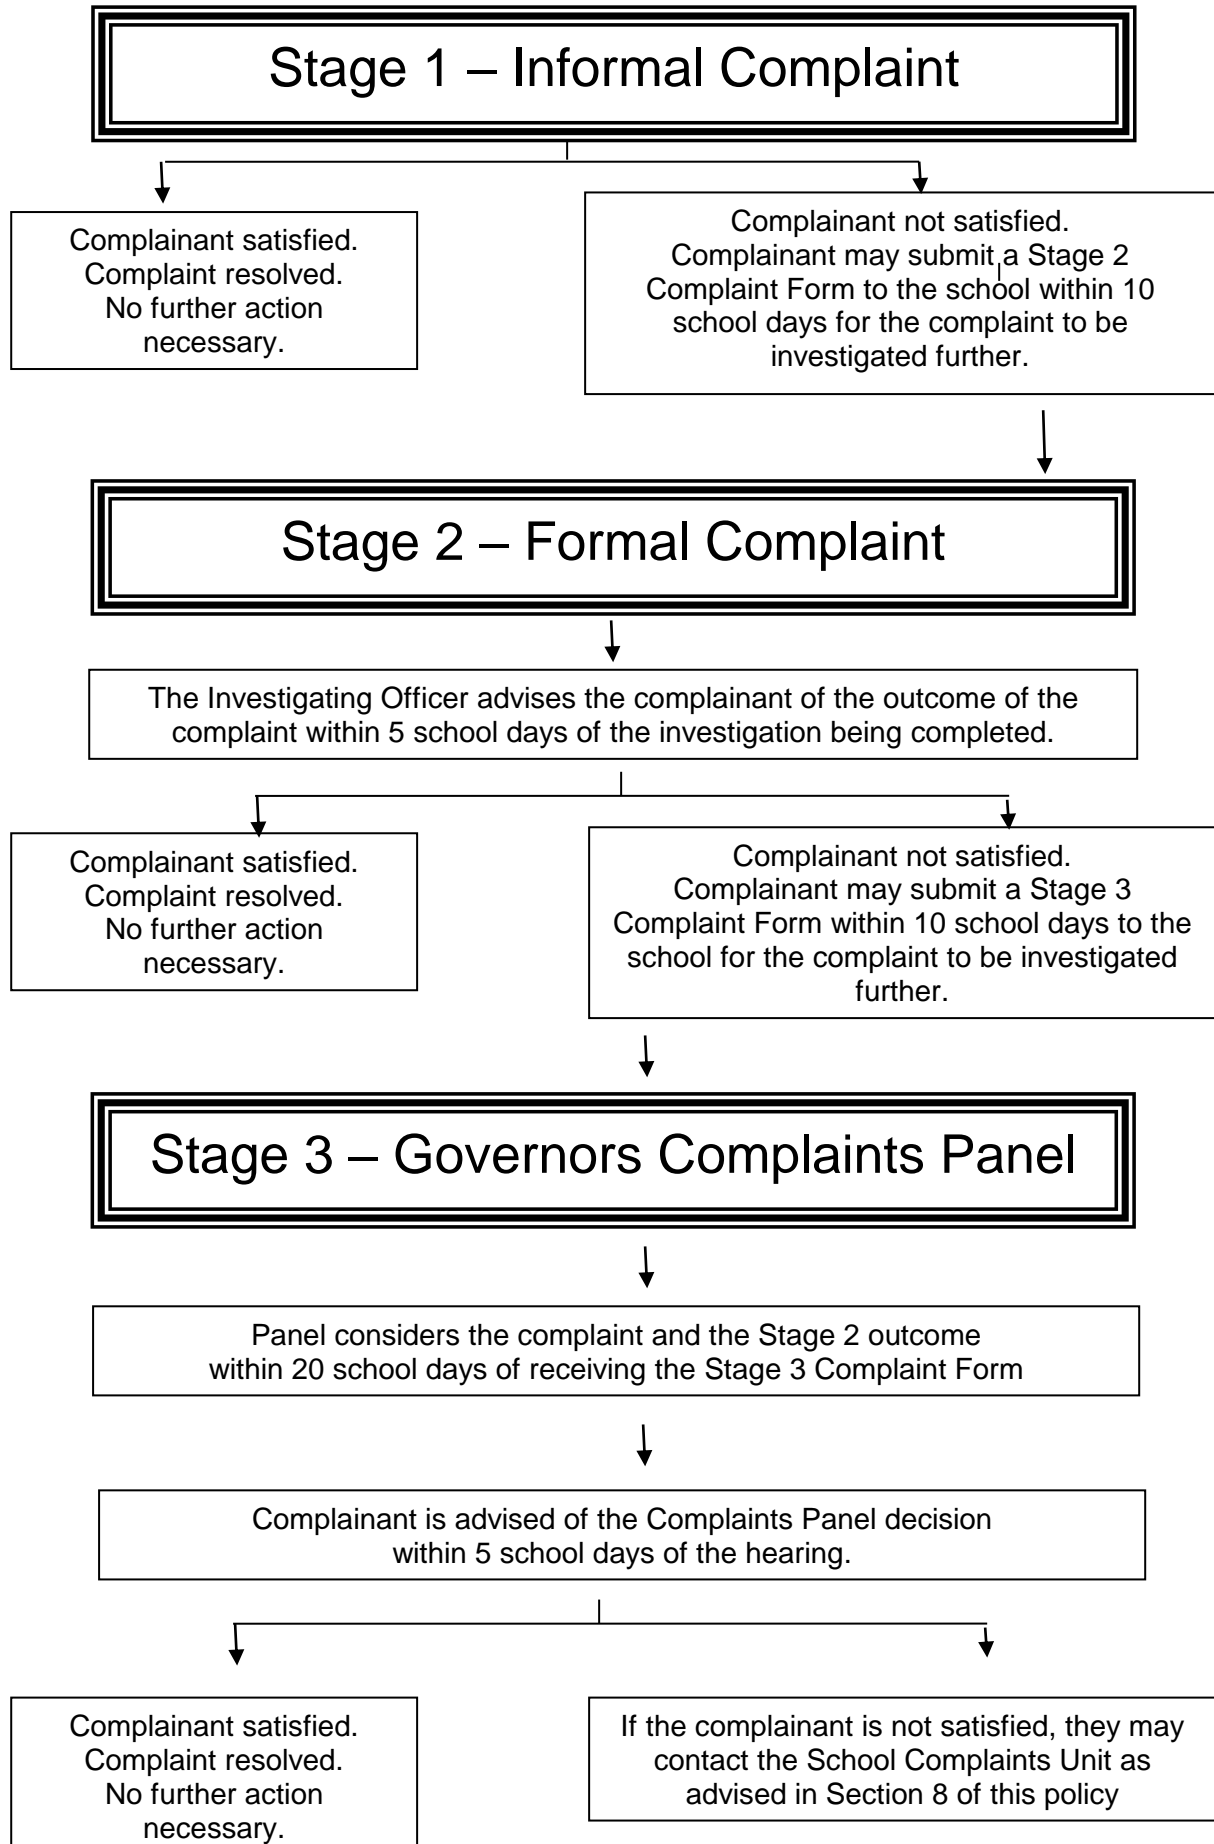 Stage 1 – Informal Complaint
Complainant satisfied.
Complaint resolved.
No further action
necessary.
Complainant not satisfied.
Complainant may submit a Stage 2
Complaint Form to the school within 10
school days for the complaint to be
investigated further.
Stage 2 – Formal Complaint
The Investigating Officer advises the complainant of the outcome of the
complaint within 5 school days of the investigation being completed.
Complainant satisfied.
Complaint resolved.
No further action
necessary.
Complainant not satisfied.
Complainant may submit a Stage 3
Complaint Form within 10 school days to the
school for the complaint to be investigated
further.
Stage 3 – Governors Complaints Panel
Panel considers the complaint and the Stage 2 outcome
within 20 school days of receiving the Stage 3 Complaint Form
Complainant is advised of the Complaints Panel decision
within 5 school days of the hearing.
Complainant satisfied.
Complaint resolved.
No further action
necessary.
If the complainant is not satisfied, they may
contact the School Complaints Unit as
advised in Section 8 of this policy